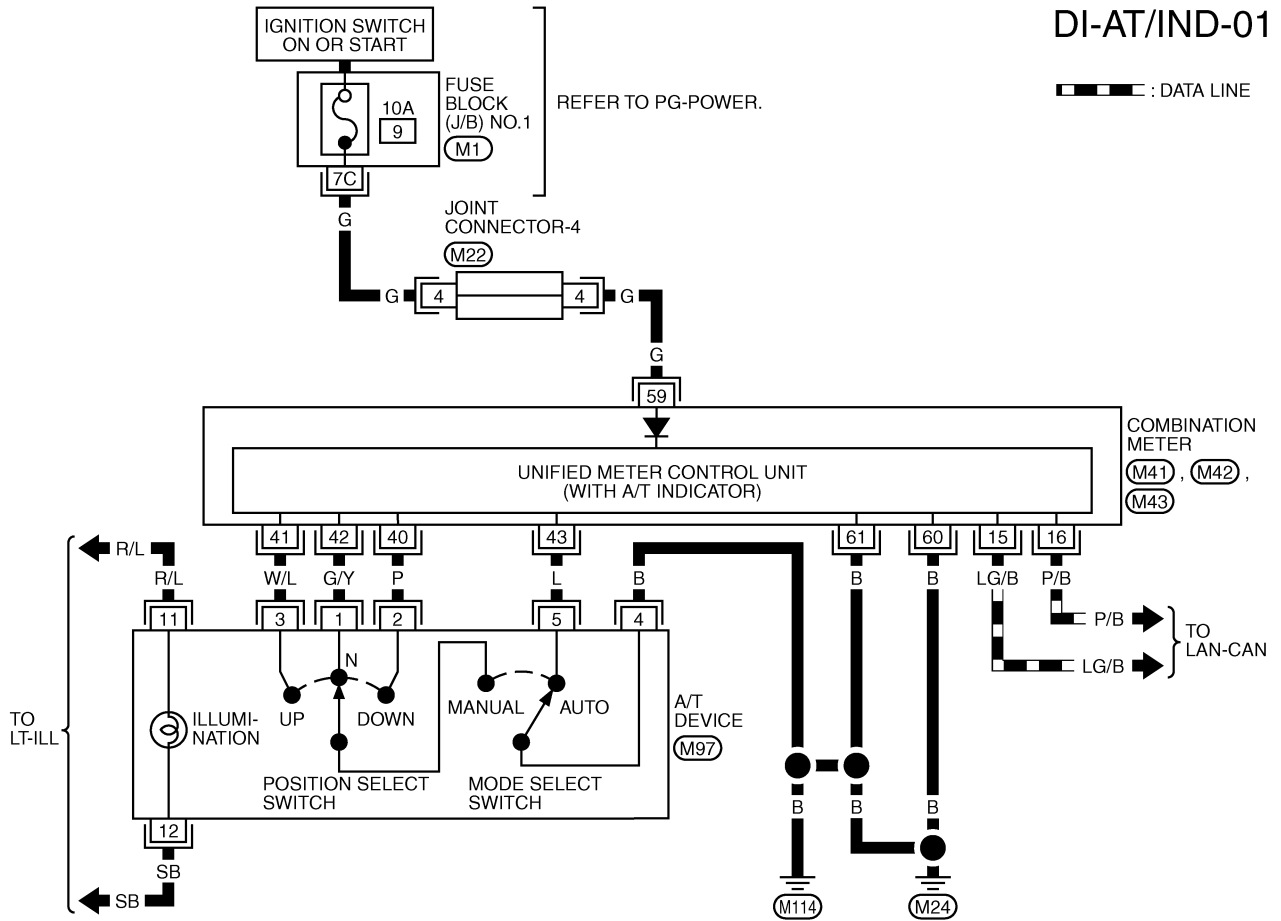 DI-AT/IND-01
: DATA LINE
IGNITION SWITCH
ON OR START
10A
9
FUSE
BLOCK
(J/B) NO.1
M1
REFER TO PG-POWER.
7C
G
JOINT
CONNECTOR-4
M22
G
4
4
G
G
59
COMBINATION
METER
M41 , M42 ,
M43
UNIFIED METER CONTROL UNIT
(WITH A/T INDICATOR)
41 42 40 43 61 60 15 16
R/L
R/L W/L G/Y P L B B B LG/B P/B
11 3 1 2 5 4
P/B
LG/B
TO
LAN-CAN
TO
LT-ILL
ILLUMI-
NATION
N
UP
DOWN
MANUAL
AUTO
A/T
DEVICE
M97
POSITION SELECT
SWITCH
MODE SELECT
SWITCH
B B B
12
SB
SB
M114
M24